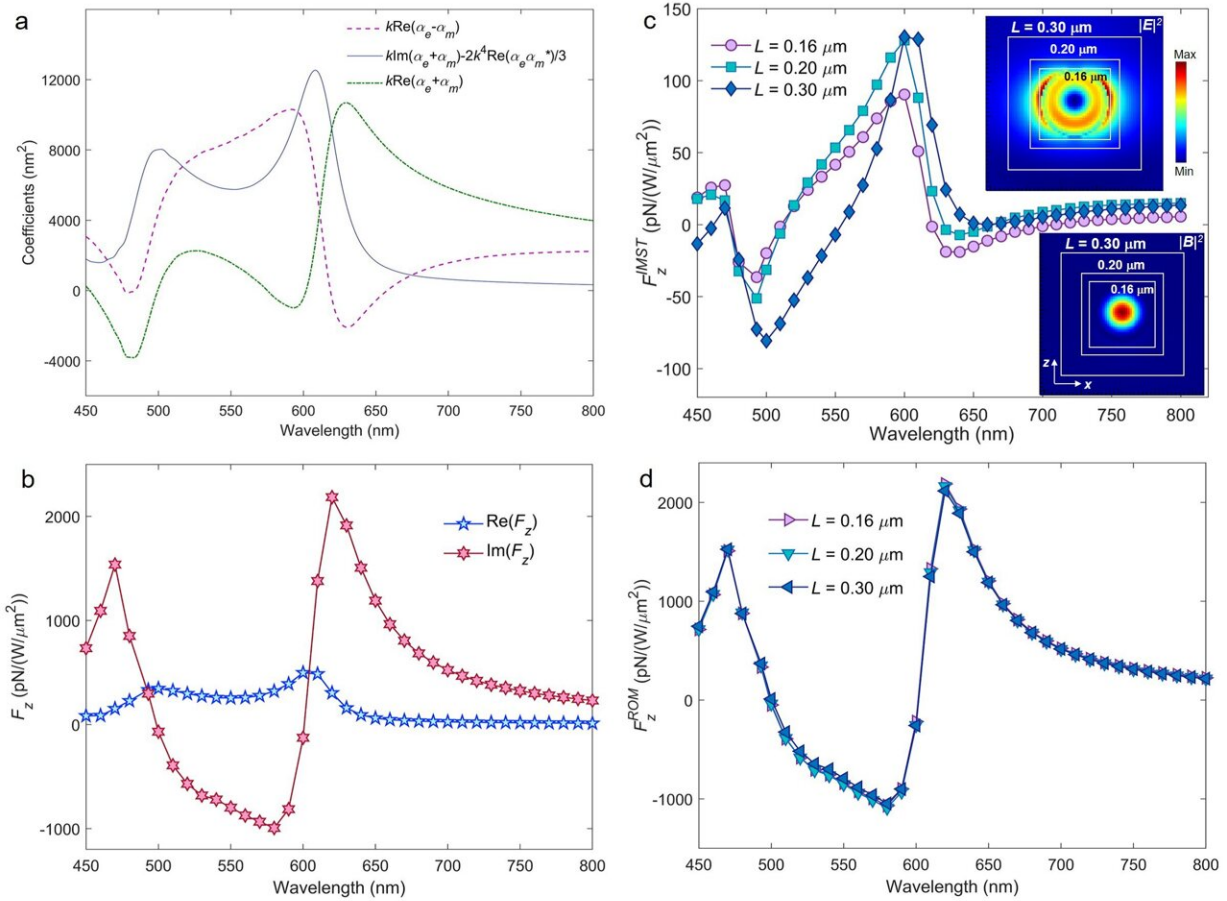 a
kRe(αₑ-αₘ)
kIm(αₑ+αₘ)-2k⁴Re(αₑαₘ*)/3
kRe(αₑ+αₘ)
12000
8000
4000
0
-4000
Coefficients (nm²)
450 500 550 600 650 700 750 800
Wavelength (nm)
c
L = 0.16 μm
L = 0.20 μm
L = 0.30 μm
L = 0.30 μm |E|²
0.20 μm
0.16 μm
Max
Min
L = 0.30 μm |B|²
0.20 μm
0.16 μm
z
x
150
100
50
0
-50
-100
F_z^IMST (pN/(W/μm²))
450 500 550 600 650 700 750 800
Wavelength (nm)
b
Re(F_z)
Im(F_z)
2000
1000
0
-1000
F_z (pN/(W/μm²))
450 500 550 600 650 700 750 800
Wavelength (nm)
d
L = 0.16 μm
L = 0.20 μm
L = 0.30 μm
2000
1000
0
-1000
F_z^ROM (pN/(W/μm²))
450 500 550 600 650 700 750 800
Wavelength (nm)